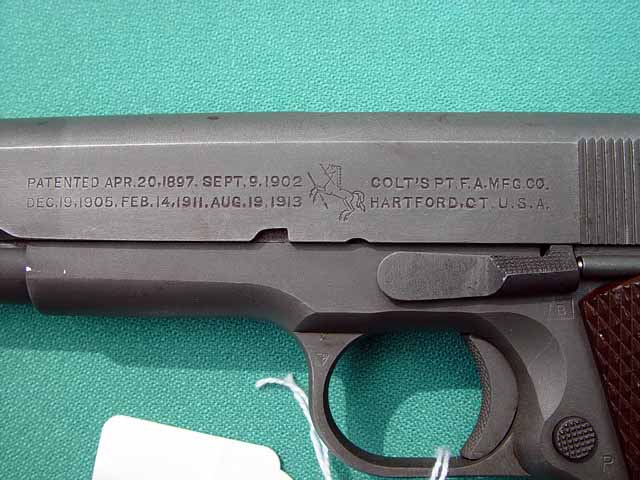 PATENTED APR.20,1897. SEPT.9,1902
DEC.19,1905. FEB.14,1911. AUG.19,1913
COLT'S PT.F.A.MFG.CO.
HARTFORD,CT.U.S.A.
P